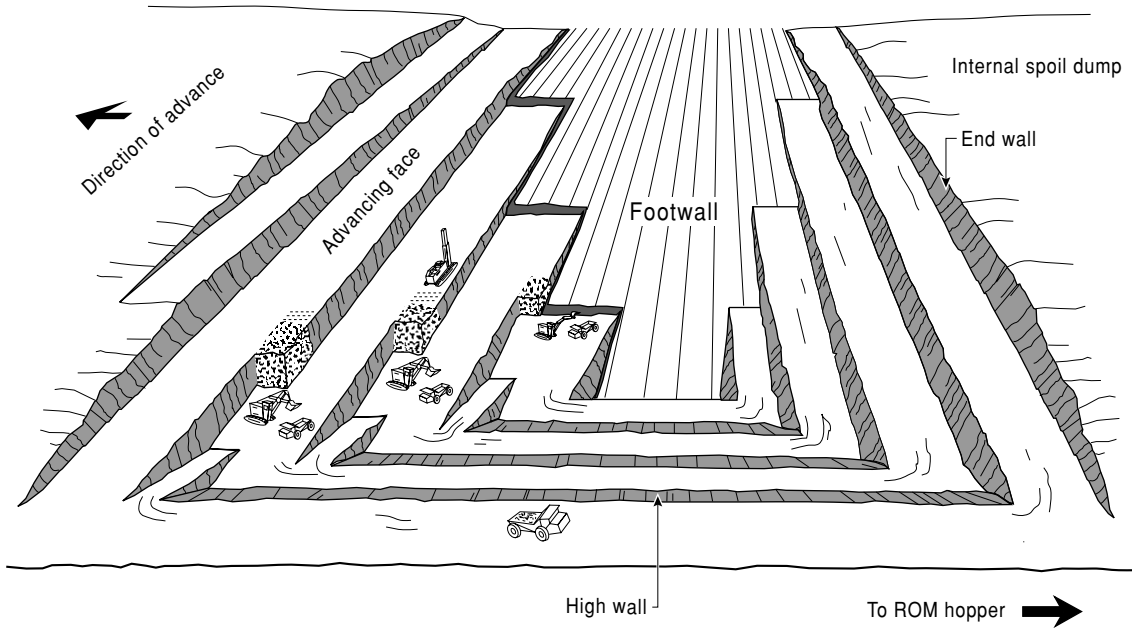 Internal spoil dump
Direction of advance
End wall
Advancing face
Footwall
High wall
To ROM hopper